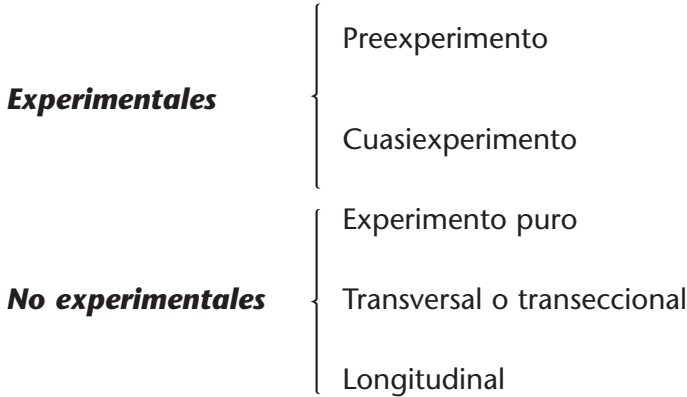 Preexperimento
Experimentales
Cuasiexperimento
Experimento puro
No experimentales
Transversal o transeccional
Longitudinal